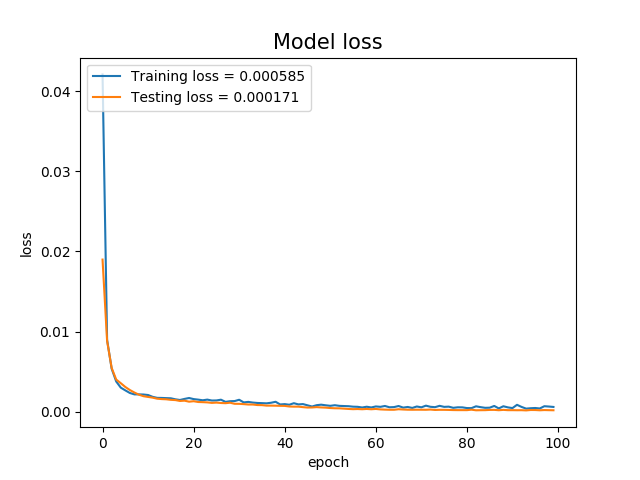 Model loss
Training loss = 0.000585
Testing loss = 0.000171
0.04
0.03
0.02
0.01
0.00
loss
0 20 40 60 80 100
epoch